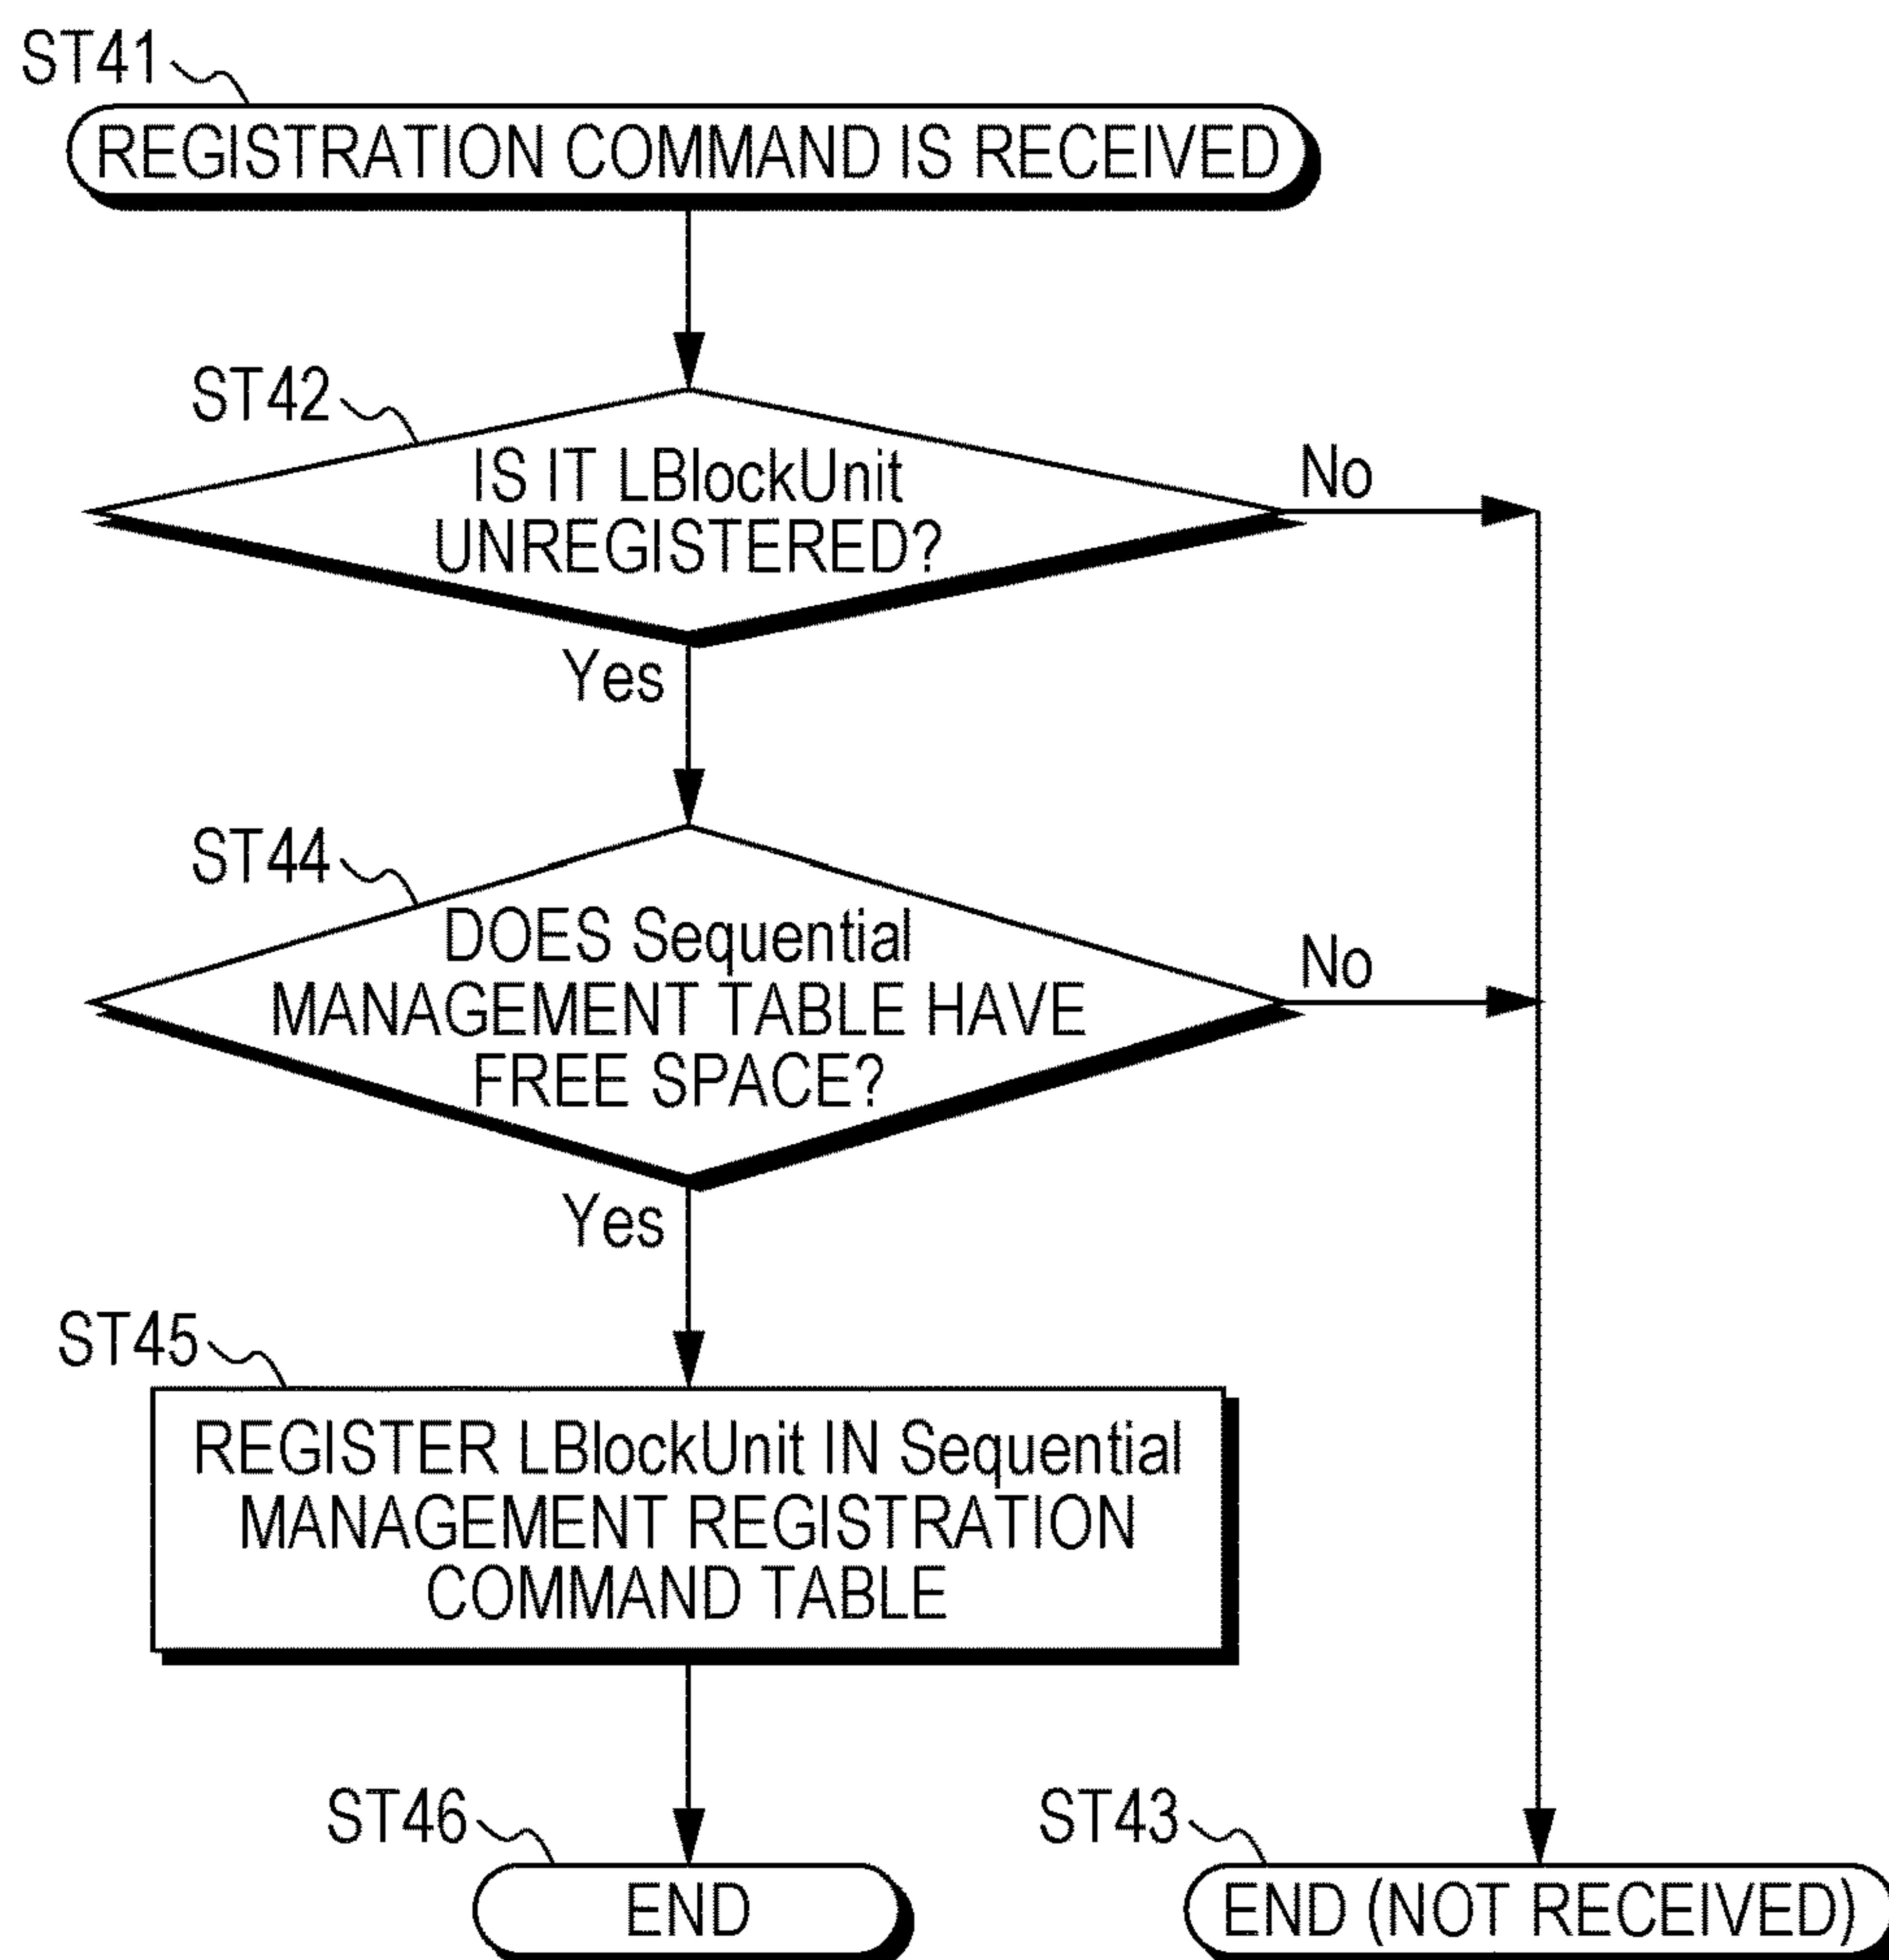 ST41
REGISTRATION COMMAND IS RECEIVED
ST42
IS IT LBlockUnit
UNREGISTERED?
No
Yes
ST44
DOES Sequential
MANAGEMENT TABLE HAVE
FREE SPACE?
No
Yes
ST45
REGISTER LBlockUnit IN Sequential
MANAGEMENT REGISTRATION
COMMAND TABLE
ST46
END
ST43
END (NOT RECEIVED)